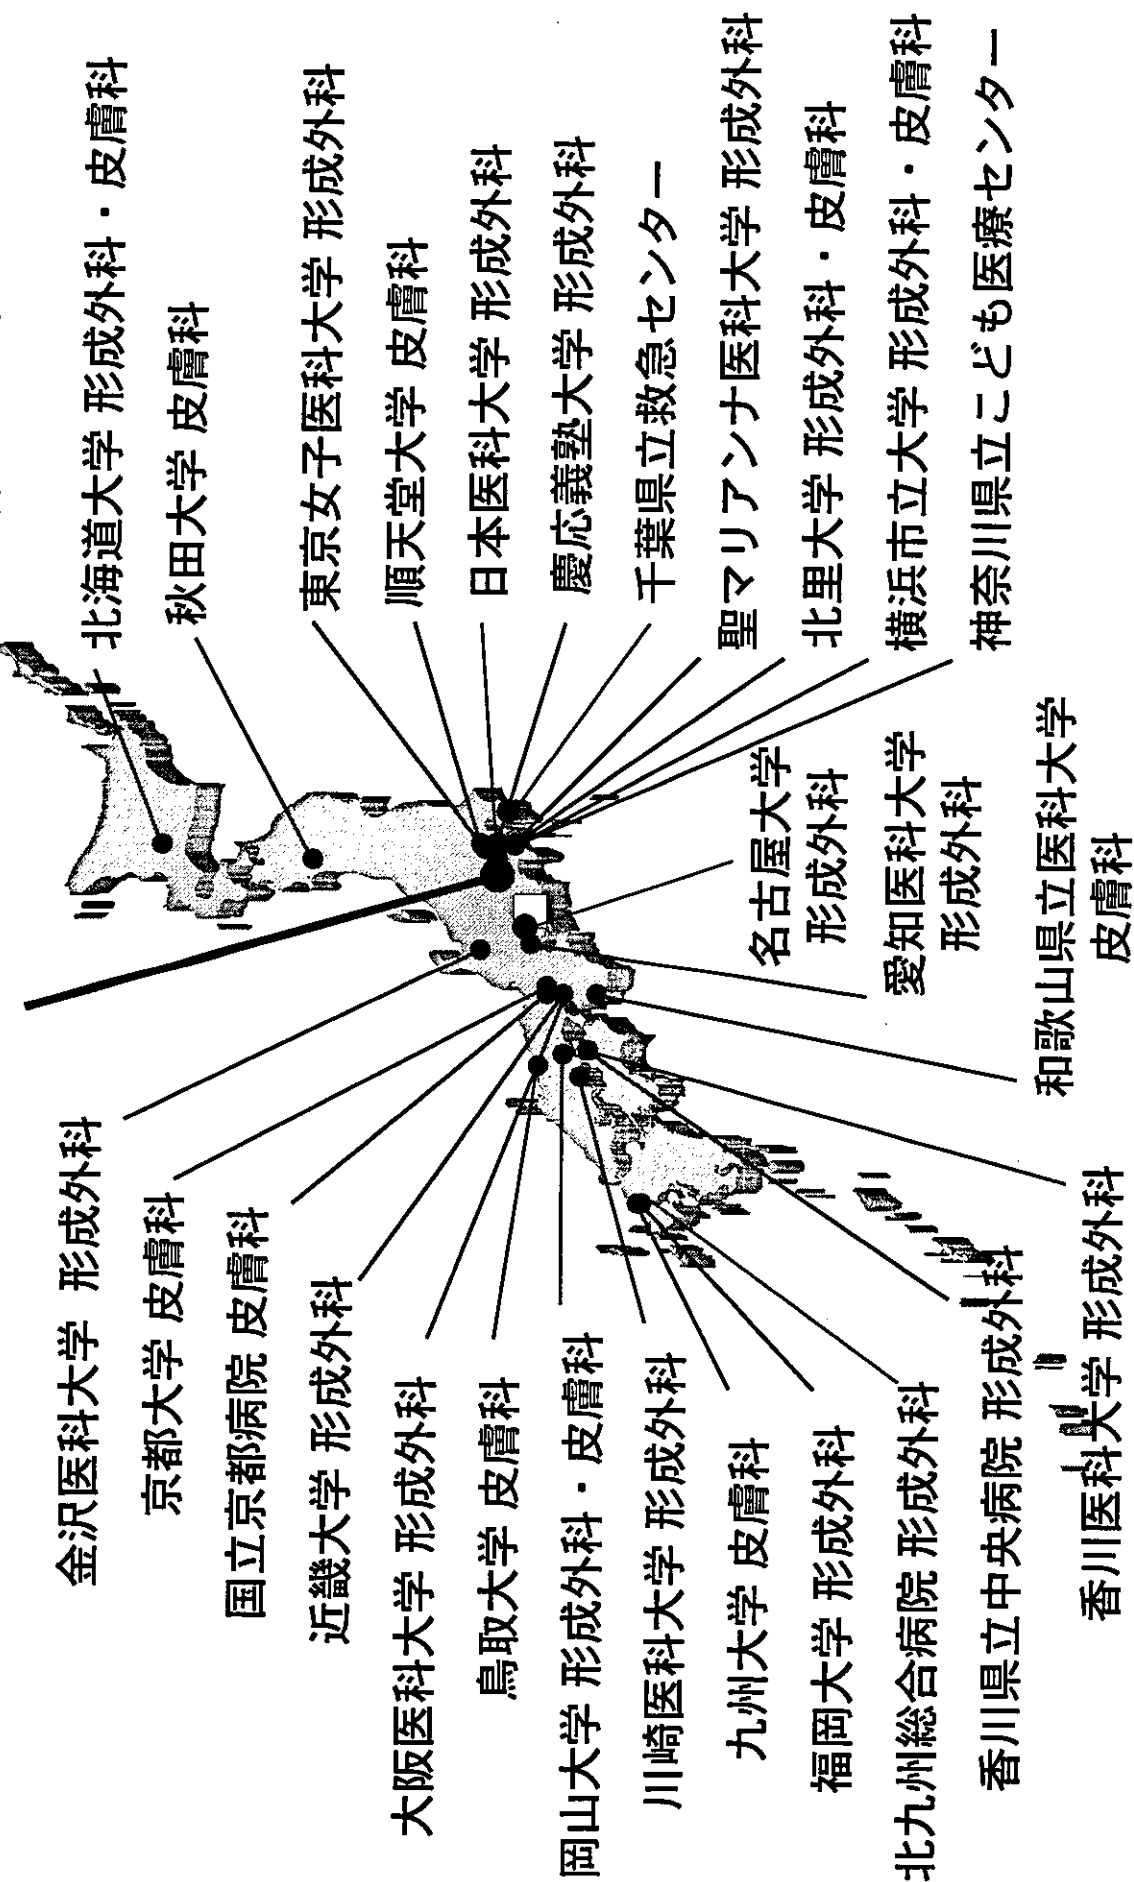 金沢医科大学 形成外科
京都大学 皮膚科
国立京都病院 皮膚科
近畿大学 形成外科
大阪医科大学 形成外科
鳥取大学 皮膚科
岡山大学 形成外科・皮膚科
川崎医科大学 形成外科
九州大学 皮膚科
福岡大学 形成外科
北九州総合病院 形成外科
香川県立中央病院 形成外科
香川医科大学 形成外科
北海道大学 形成外科・皮膚科
秋田大学 皮膚科
東京女子医科大学 形成外科
順天堂大学 皮膚科
日本医科大学 形成外科
慶応義塾大学 形成外科
千葉県立救急センター
聖マリアンナ医科大学 形成外科
北里大学 形成外科・皮膚科
横浜市立大学 形成外科・皮膚科
神奈川県立こども医療センター
名古屋大学
形成外科
愛知医科大学
形成外科
和歌山県立医科大学
皮膚科